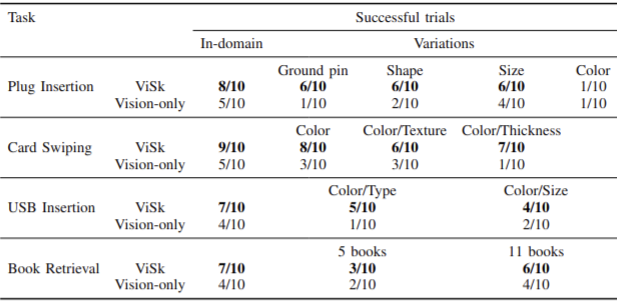 Task Successful trials
In-domain Variations
Ground pin Shape Size Color
Plug Insertion ViSk 8/10 6/10 6/10 6/10 1/10
Vision-only 5/10 1/10 2/10 4/10 1/10
Color Color/Texture Color/Thickness
Card Swiping ViSk 9/10 8/10 6/10 7/10
Vision-only 5/10 3/10 3/10 1/10
Color/Type Color/Size
USB Insertion ViSk 7/10 5/10 4/10
Vision-only 4/10 1/10 2/10
5 books 11 books
Book Retrieval ViSk 7/10 3/10 6/10
Vision-only 4/10 2/10 4/10